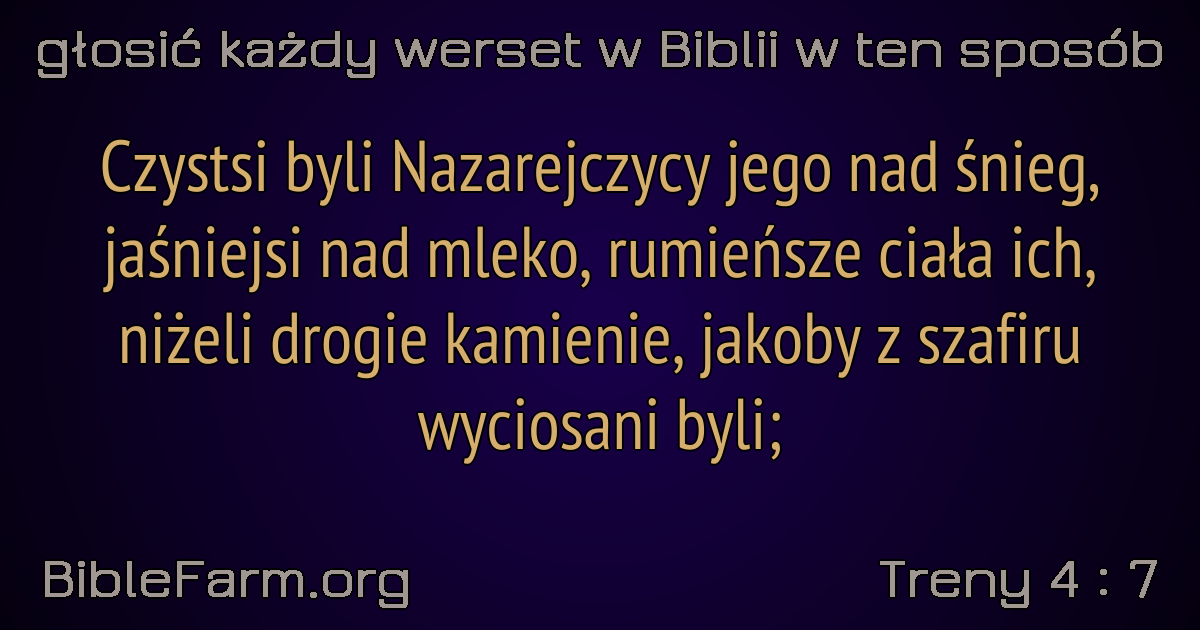 głosić każdy werset w Biblii w ten sposób
Czystsi byli Nazarejczycy jego nad śnieg,
jaśniejsi nad mleko, rumieńsze ciała ich,
niżeli drogie kamienie, jakoby z szafiru
wyciosani byli;
BibleFarm.org
Treny 4 : 7